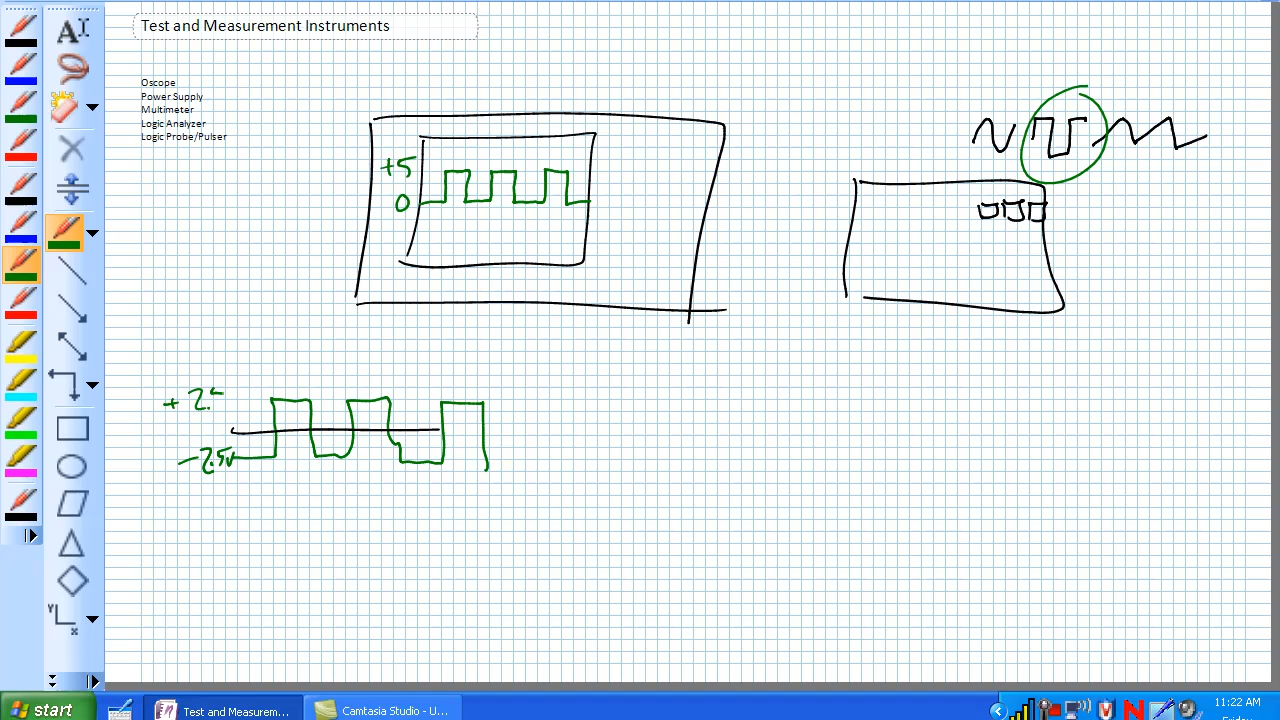 Test and Measurement Instruments
Oscope
Power Supply
Multimeter
Logic Analyzer
Logic Probe/Pulser
+5
0
-2.5v
start
Test and Measurem...
Camtasia Studio - U...
11:22 AM